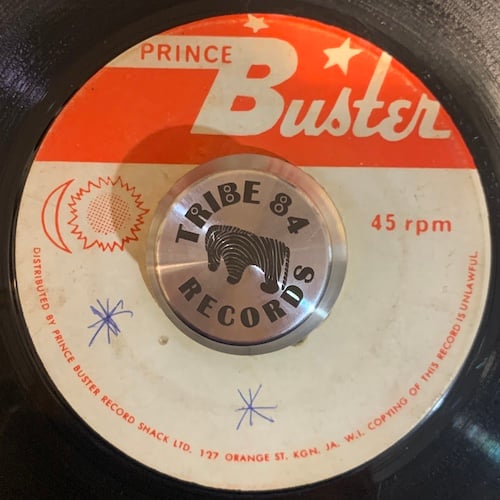 PRINCE
Buster
TRIBE 84
RECORDS
45 rpm
DISTRIBUTED BY PRINCE BUSTER RECORD SHACK LTD. 127 ORANGE ST. KGN. JA. W.I. COPYING OF THIS RECORD IS UNLAWFUL.